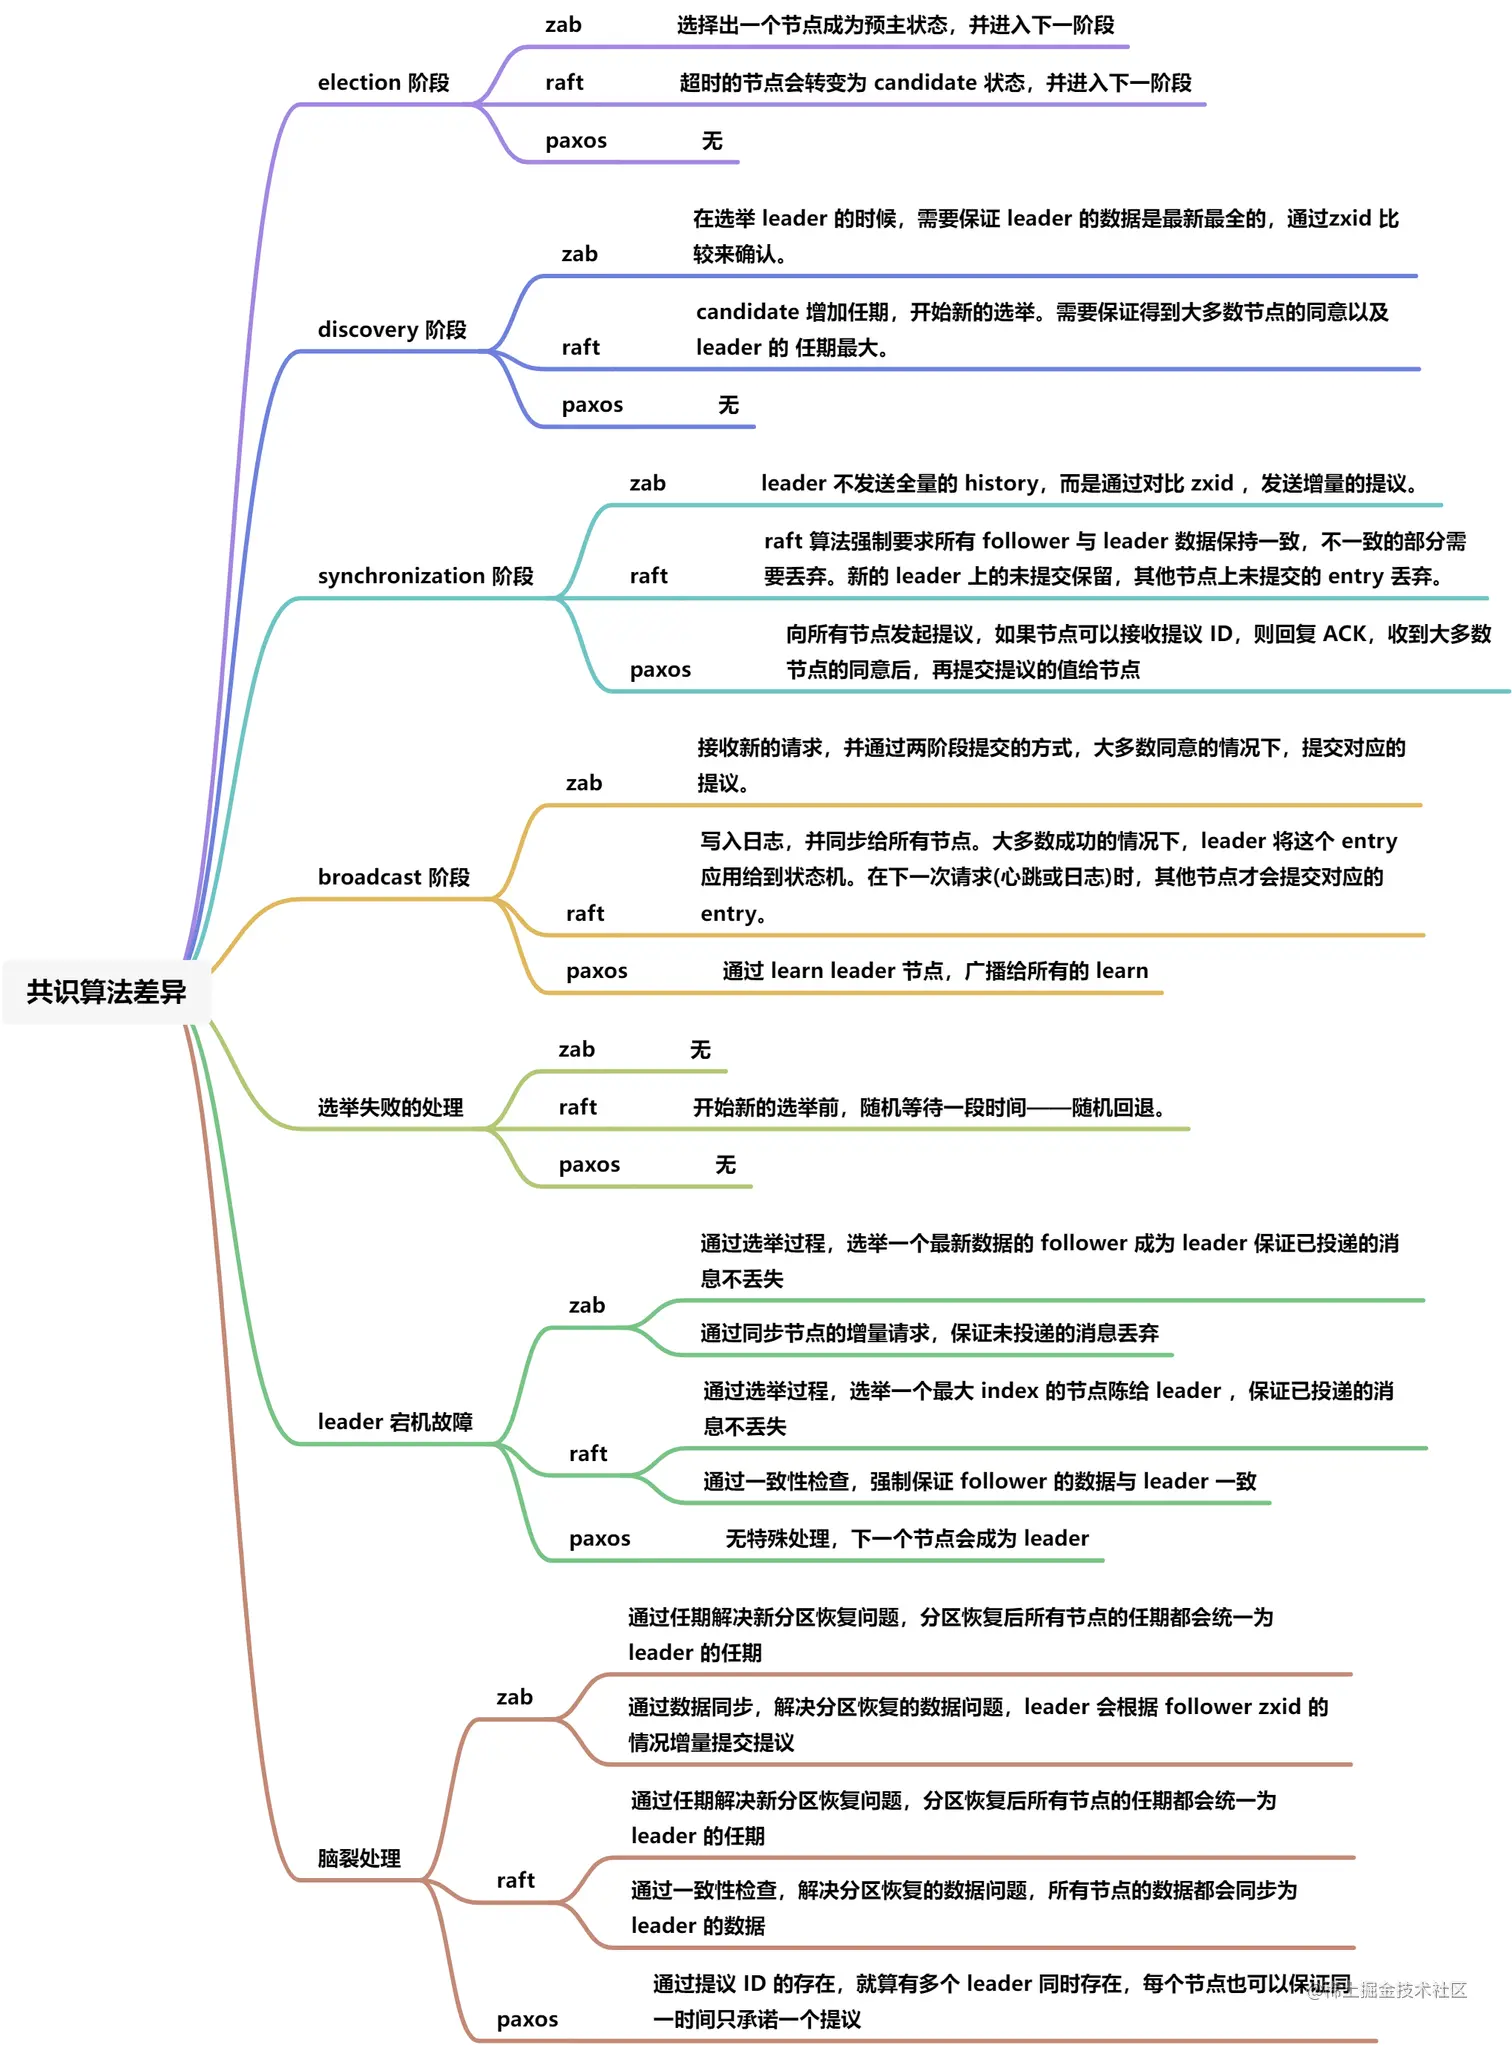 共识算法差异
election 阶段
zab
选择出一个节点成为预主状态，并进入下一阶段
raft
超时的节点会转变为 candidate 状态，并进入下一阶段
paxos
无
discovery 阶段
zab
在选举 leader 的时候，需要保证 leader 的数据是最新最全的，通过zxid 比
较来确认。
raft
candidate 增加任期，开始新的选举。需要保证得到大多数节点的同意以及
leader 的 任期最大。
paxos
无
synchronization 阶段
zab
leader 不发送全量的 history，而是通过对比 zxid ，发送增量的提议。
raft
raft 算法强制要求所有 follower 与 leader 数据保持一致，不一致的部分需
要丢弃。新的 leader 上的未提交保留，其他节点上未提交的 entry 丢弃。
paxos
向所有节点发起提议，如果节点可以接收提议 ID，则回复 ACK，收到大多数
节点的同意后，再提交提议的值给节点
broadcast 阶段
zab
接收新的请求，并通过两阶段提交的方式，大多数同意的情况下，提交对应的
提议。
raft
写入日志，并同步给所有节点。大多数成功的情况下，leader 将这个 entry
应用给到状态机。在下一次请求(心跳或日志)时，其他节点才会提交对应的
entry。
paxos
通过 learn leader 节点，广播给所有的 learn
选举失败的处理
zab
无
raft
开始新的选举前，随机等待一段时间——随机回退。
paxos
无
leader 宕机故障
zab
通过选举过程，选举一个最新数据的 follower 成为 leader 保证已投递的消
息不丢失
通过同步节点的增量请求，保证未投递的消息丢弃
raft
通过选举过程，选举一个最大 index 的节点陈给 leader ，保证已投递的消
息不丢失
通过一致性检查，强制保证 follower 的数据与 leader 一致
paxos
无特殊处理，下一个节点会成为 leader
脑裂处理
zab
通过任期解决新分区恢复问题，分区恢复后所有节点的任期都会统一为
leader 的任期
通过数据同步，解决分区恢复的数据问题，leader 会根据 follower zxid 的
情况增量提交提议
raft
通过任期解决新分区恢复问题，分区恢复后所有节点的任期都会统一为
leader 的任期
通过一致性检查，解决分区恢复的数据问题，所有节点的数据都会同步为
leader 的数据
paxos
通过提议 ID 的存在，就算有多个 leader 同时存在，每个节点也可以保证同
一时间只承诺一个提议
@稀土掘金技术社区